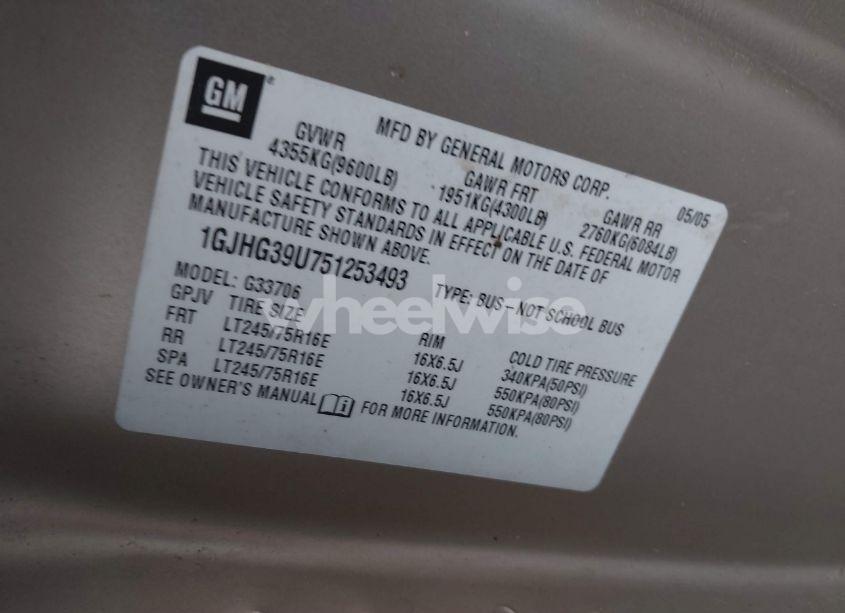 GM
MFD BY GENERAL MOTORS CORP. 05/05
GVWR GAWR FRT GAWR RR
4355KG(9600LB) 1951KG(4300LB) 2760KG(6084LB)
THIS VEHICLE CONFORMS TO ALL APPLICABLE U.S. FEDERAL MOTOR
VEHICLE SAFETY STANDARDS IN EFFECT ON THE DATE OF
MANUFACTURE SHOWN ABOVE.
1GJHG39U751253493 TYPE: BUS–NOT SCHOOL BUS
MODEL: G33706
GPJV TIRE SIZE RIM COLD TIRE PRESSURE
FRT LT245/75R16E 16X6.5J 340KPA(50PSI)
RR LT245/75R16E 16X6.5J 550KPA(80PSI)
SPA LT245/75R16E 16X6.5J 550KPA(80PSI)
SEE OWNER'S MANUAL FOR MORE INFORMATION.
wheelwise